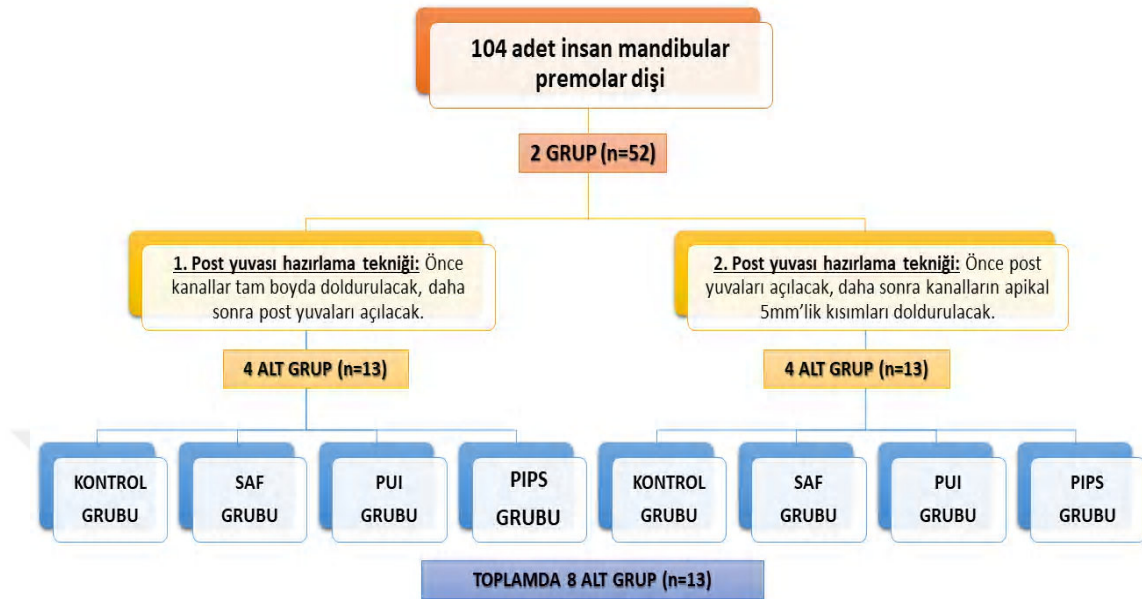 104 adet insan mandibular
premolar dişi
2 GRUP (n=52)
1. Post yuvası hazırlama tekniği: Önce
kanallar tam boyda doldurulacak, daha
sonra post yuvaları açılacak.
2. Post yuvası hazırlama tekniği: Önce post
yuvaları açılacak, daha sonra kanalların apikal
5mm'lik kısımları doldurulacak.
4 ALT GRUP (n=13)
4 ALT GRUP (n=13)
KONTROL
GRUBU
SAF
GRUBU
PUI
GRUBU
PIPS
GRUBU
KONTROL
GRUBU
SAF
GRUBU
PUI
GRUBU
PIPS
GRUBU
TOPLAMDA 8 ALT GRUP (n=13)